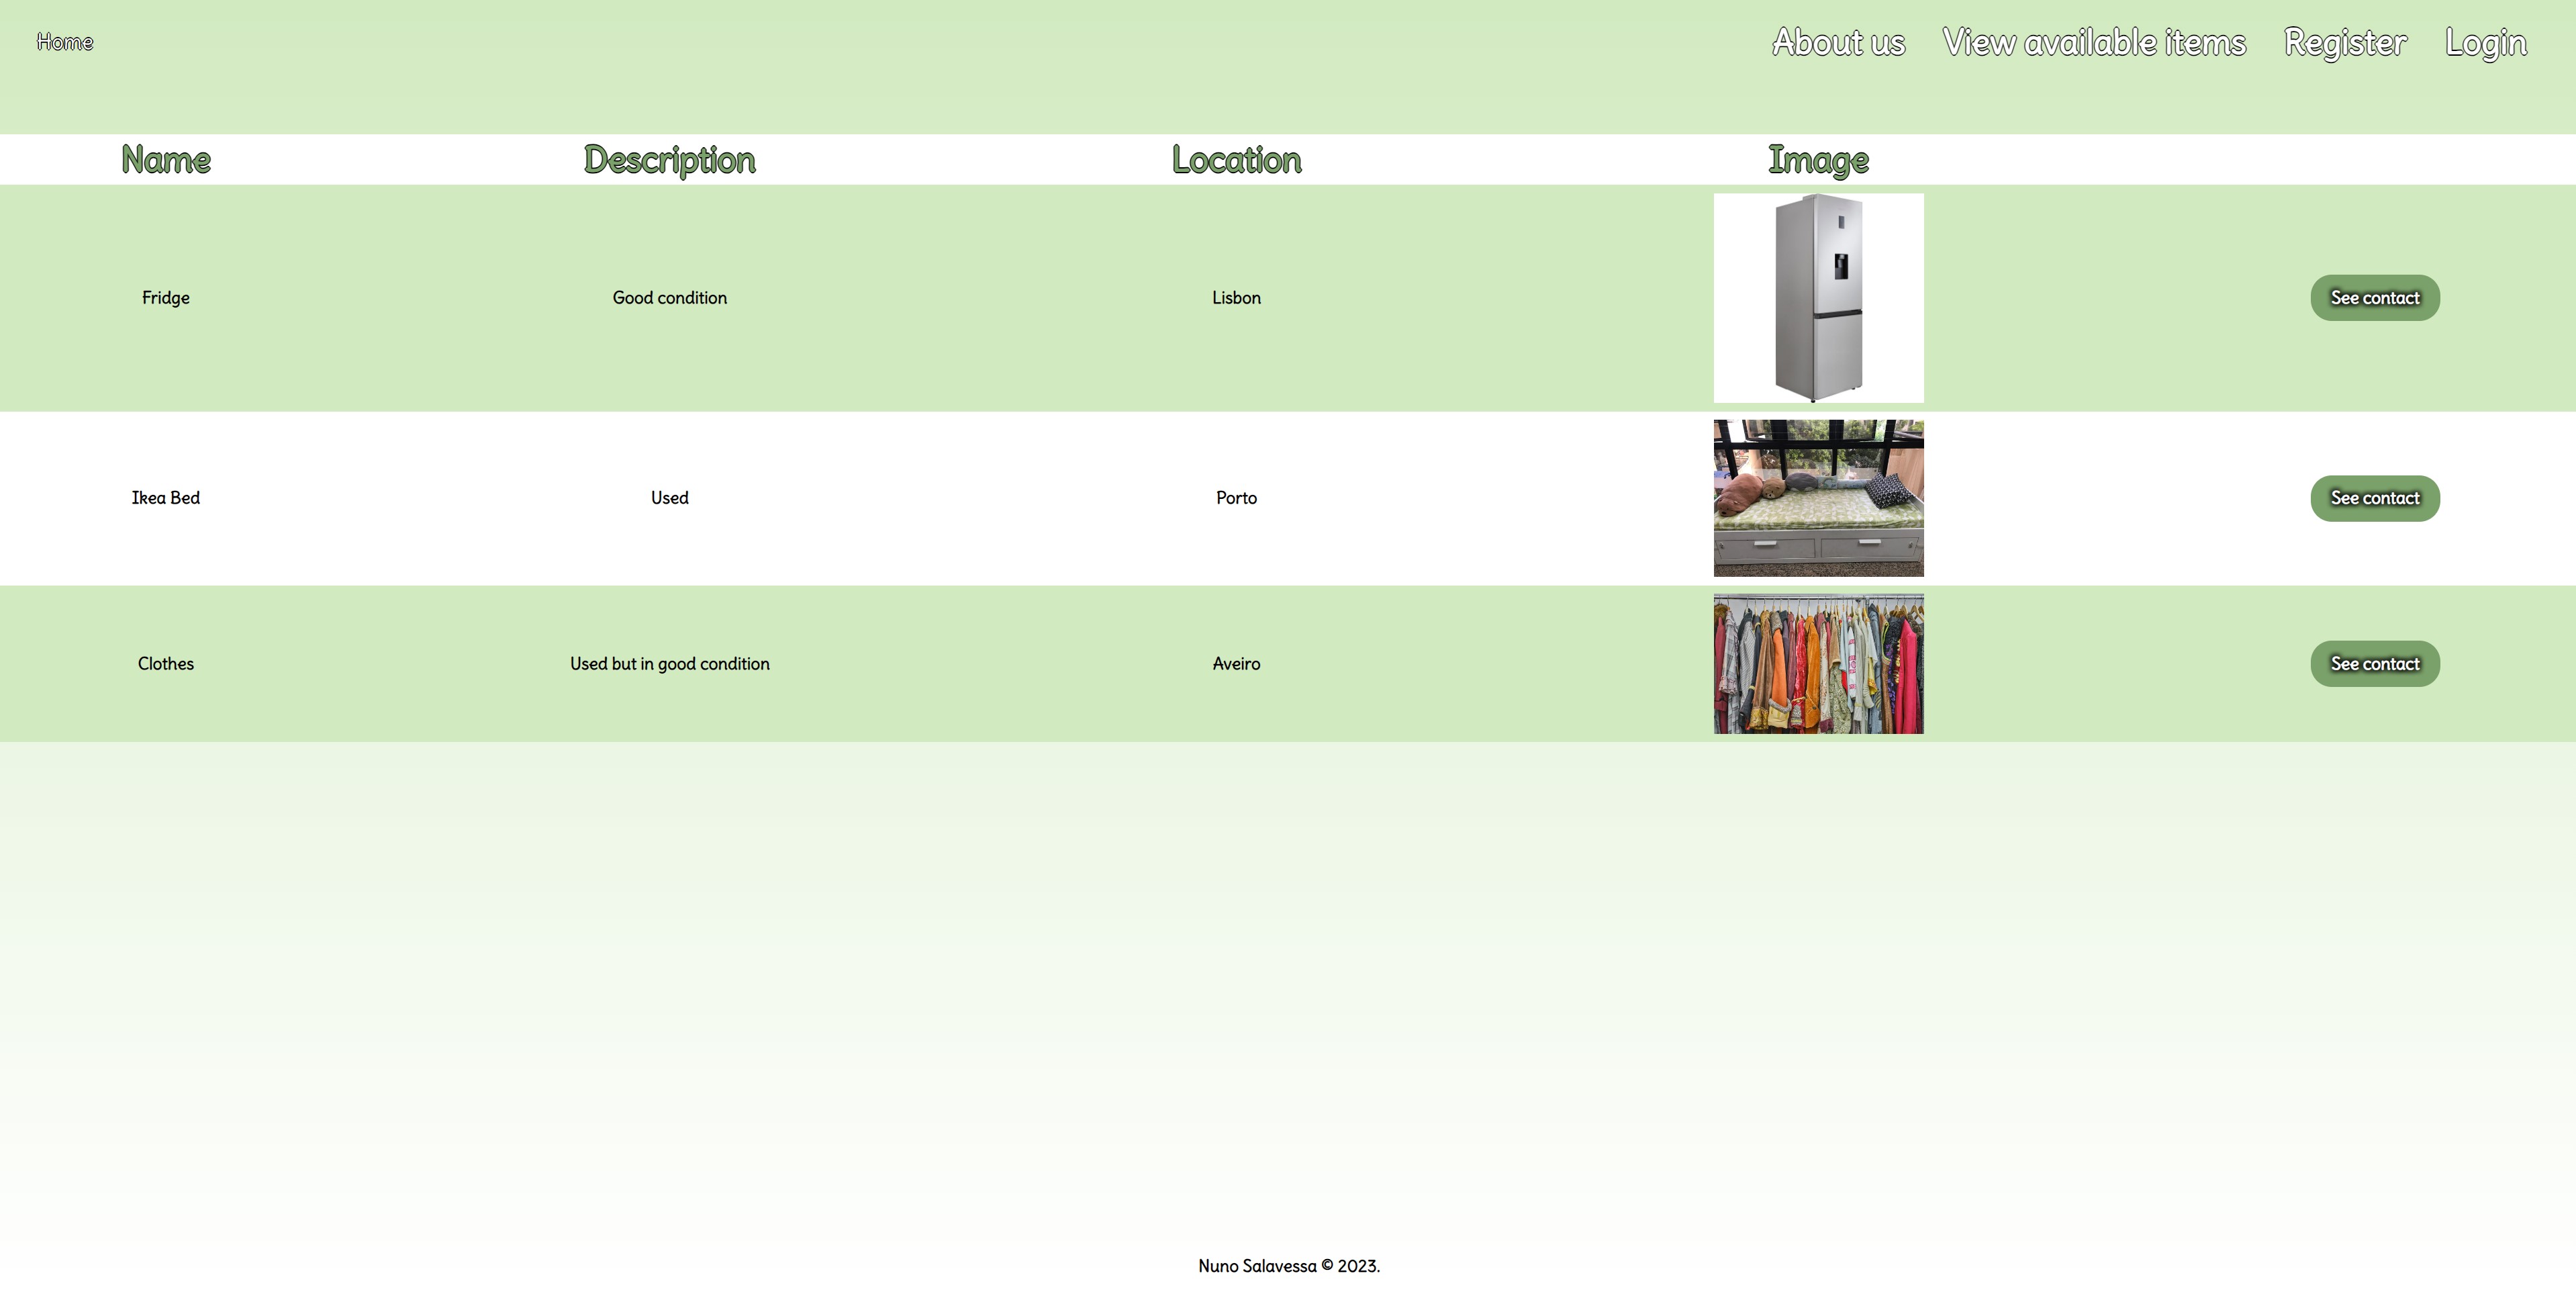 Home About us View available items Register Login
Name Description Location Image
Fridge Good condition Lisbon See contact
Ikea Bed Used Porto See contact
Clothes Used but in good condition Aveiro See contact
Nuno Salavessa © 2023.